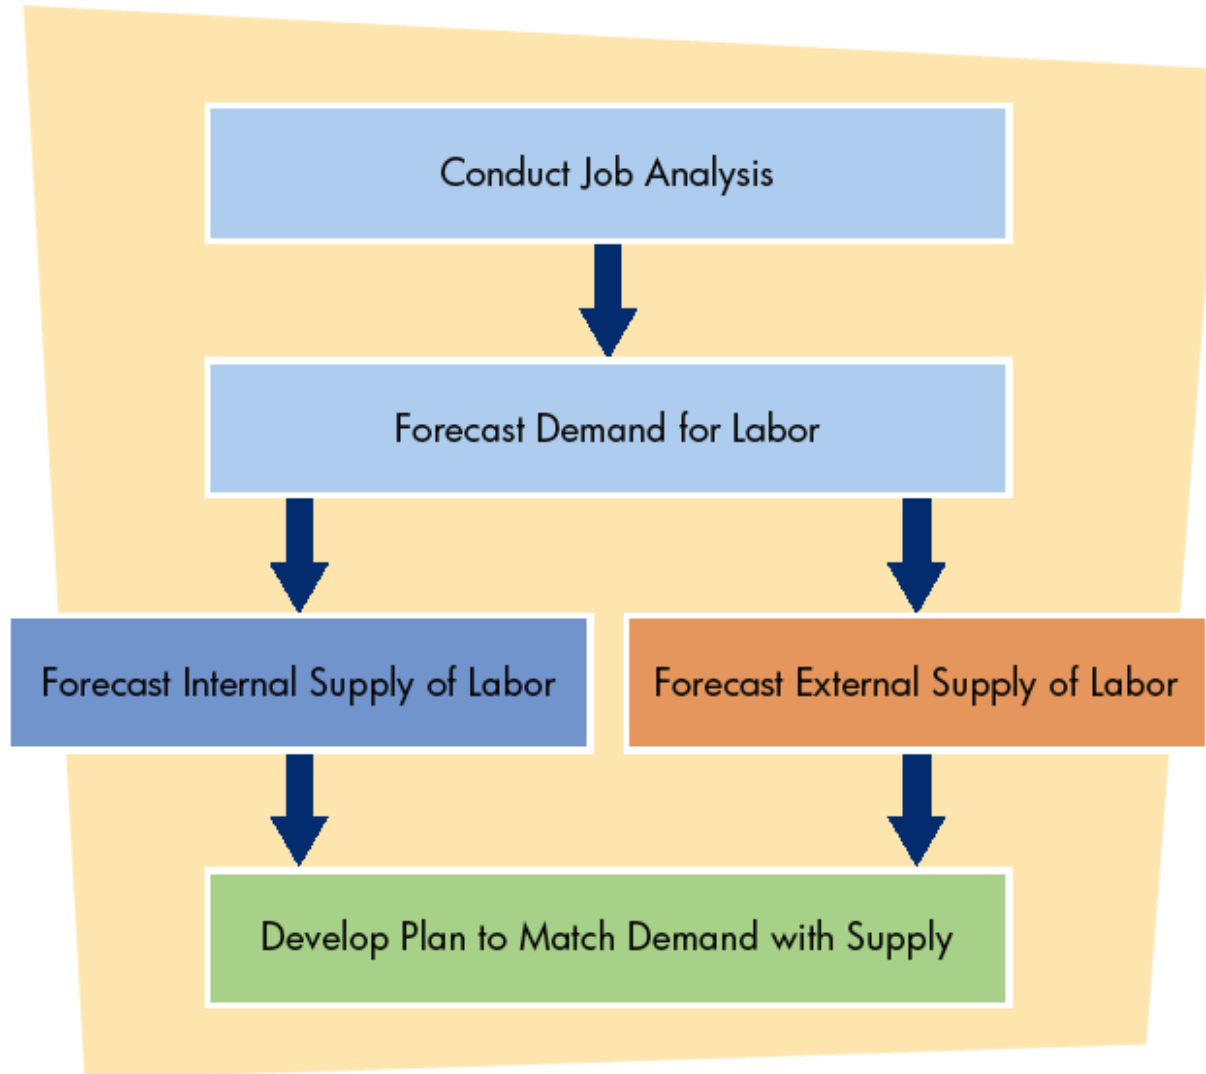 Conduct Job Analysis
Forecast Demand for Labor
Forecast Internal Supply of Labor
Forecast External Supply of Labor
Develop Plan to Match Demand with Supply